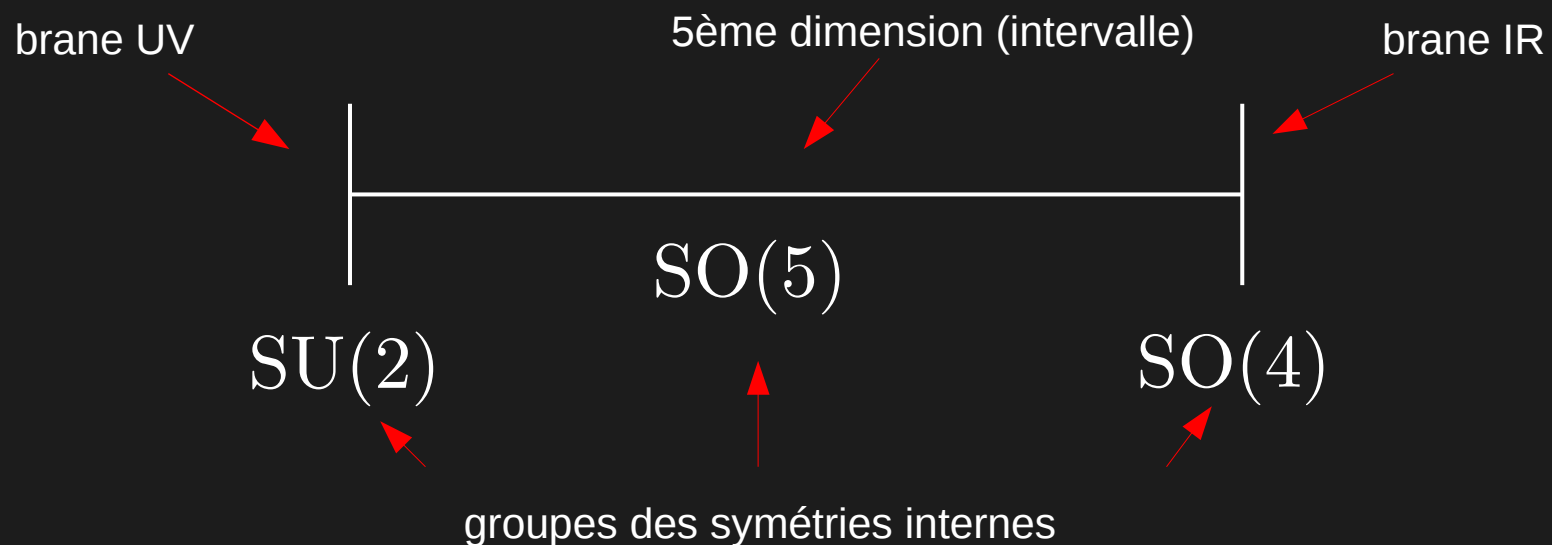 brane UV
5ème dimension (intervalle)
brane IR
SO(5)
SU(2)
SO(4)
groupes des symétries internes